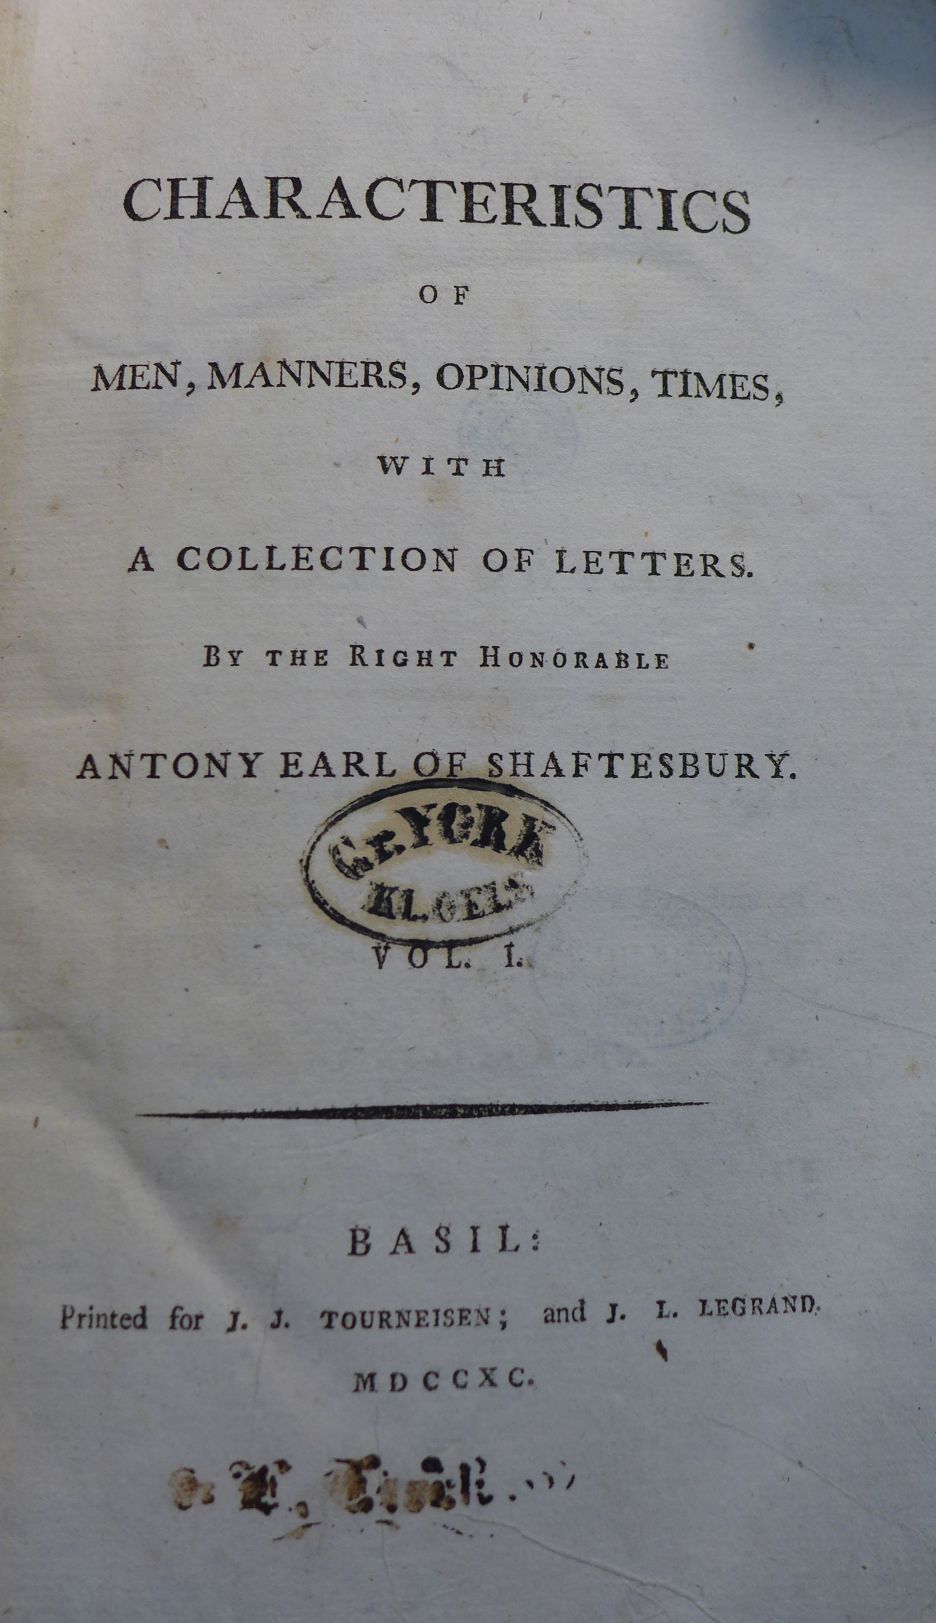 CHARACTERISTICS
OF
MEN, MANNERS, OPINIONS, TIMES,
WITH
A COLLECTION OF LETTERS.
BY THE RIGHT HONORABLE
ANTONY EARL OF SHAFTESBURY.
YORK
VOL. I.
BASIL:
Printed for J. J. TOURNEISEN; and J. L. LEGRAND.
MDCCXC.